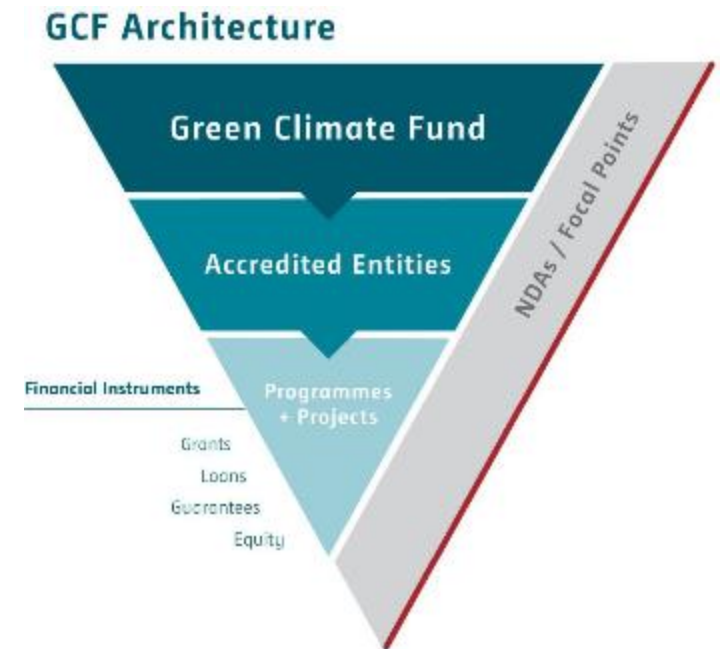 GCF Architecture
Green Climate Fund
NDAs / Focal Points
Accredited Entities
Financial Instruments
Programmes
+ Projects
Grants
Loans
Guarantees
Equity